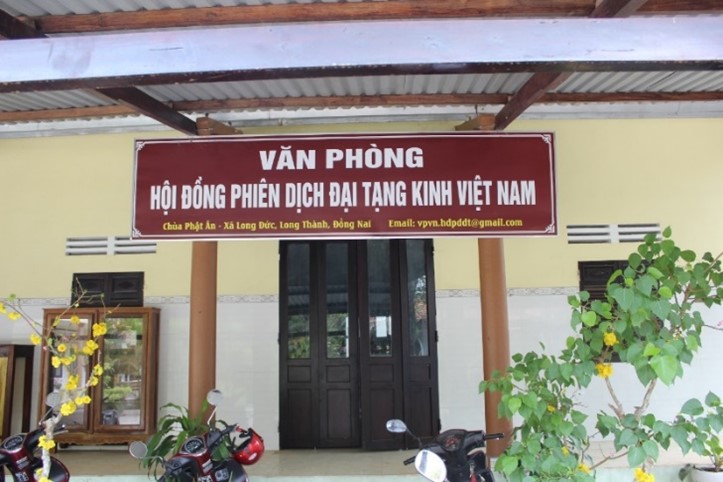 VĂN PHÒNG
HỘI ĐỒNG PHIÊN DỊCH ĐẠI TẠNG KINH VIỆT NAM
Chùa Phật Ân - Xã Long Đức, Long Thành, Đồng Nai Email: vpvn.hdpddt@gmail.com